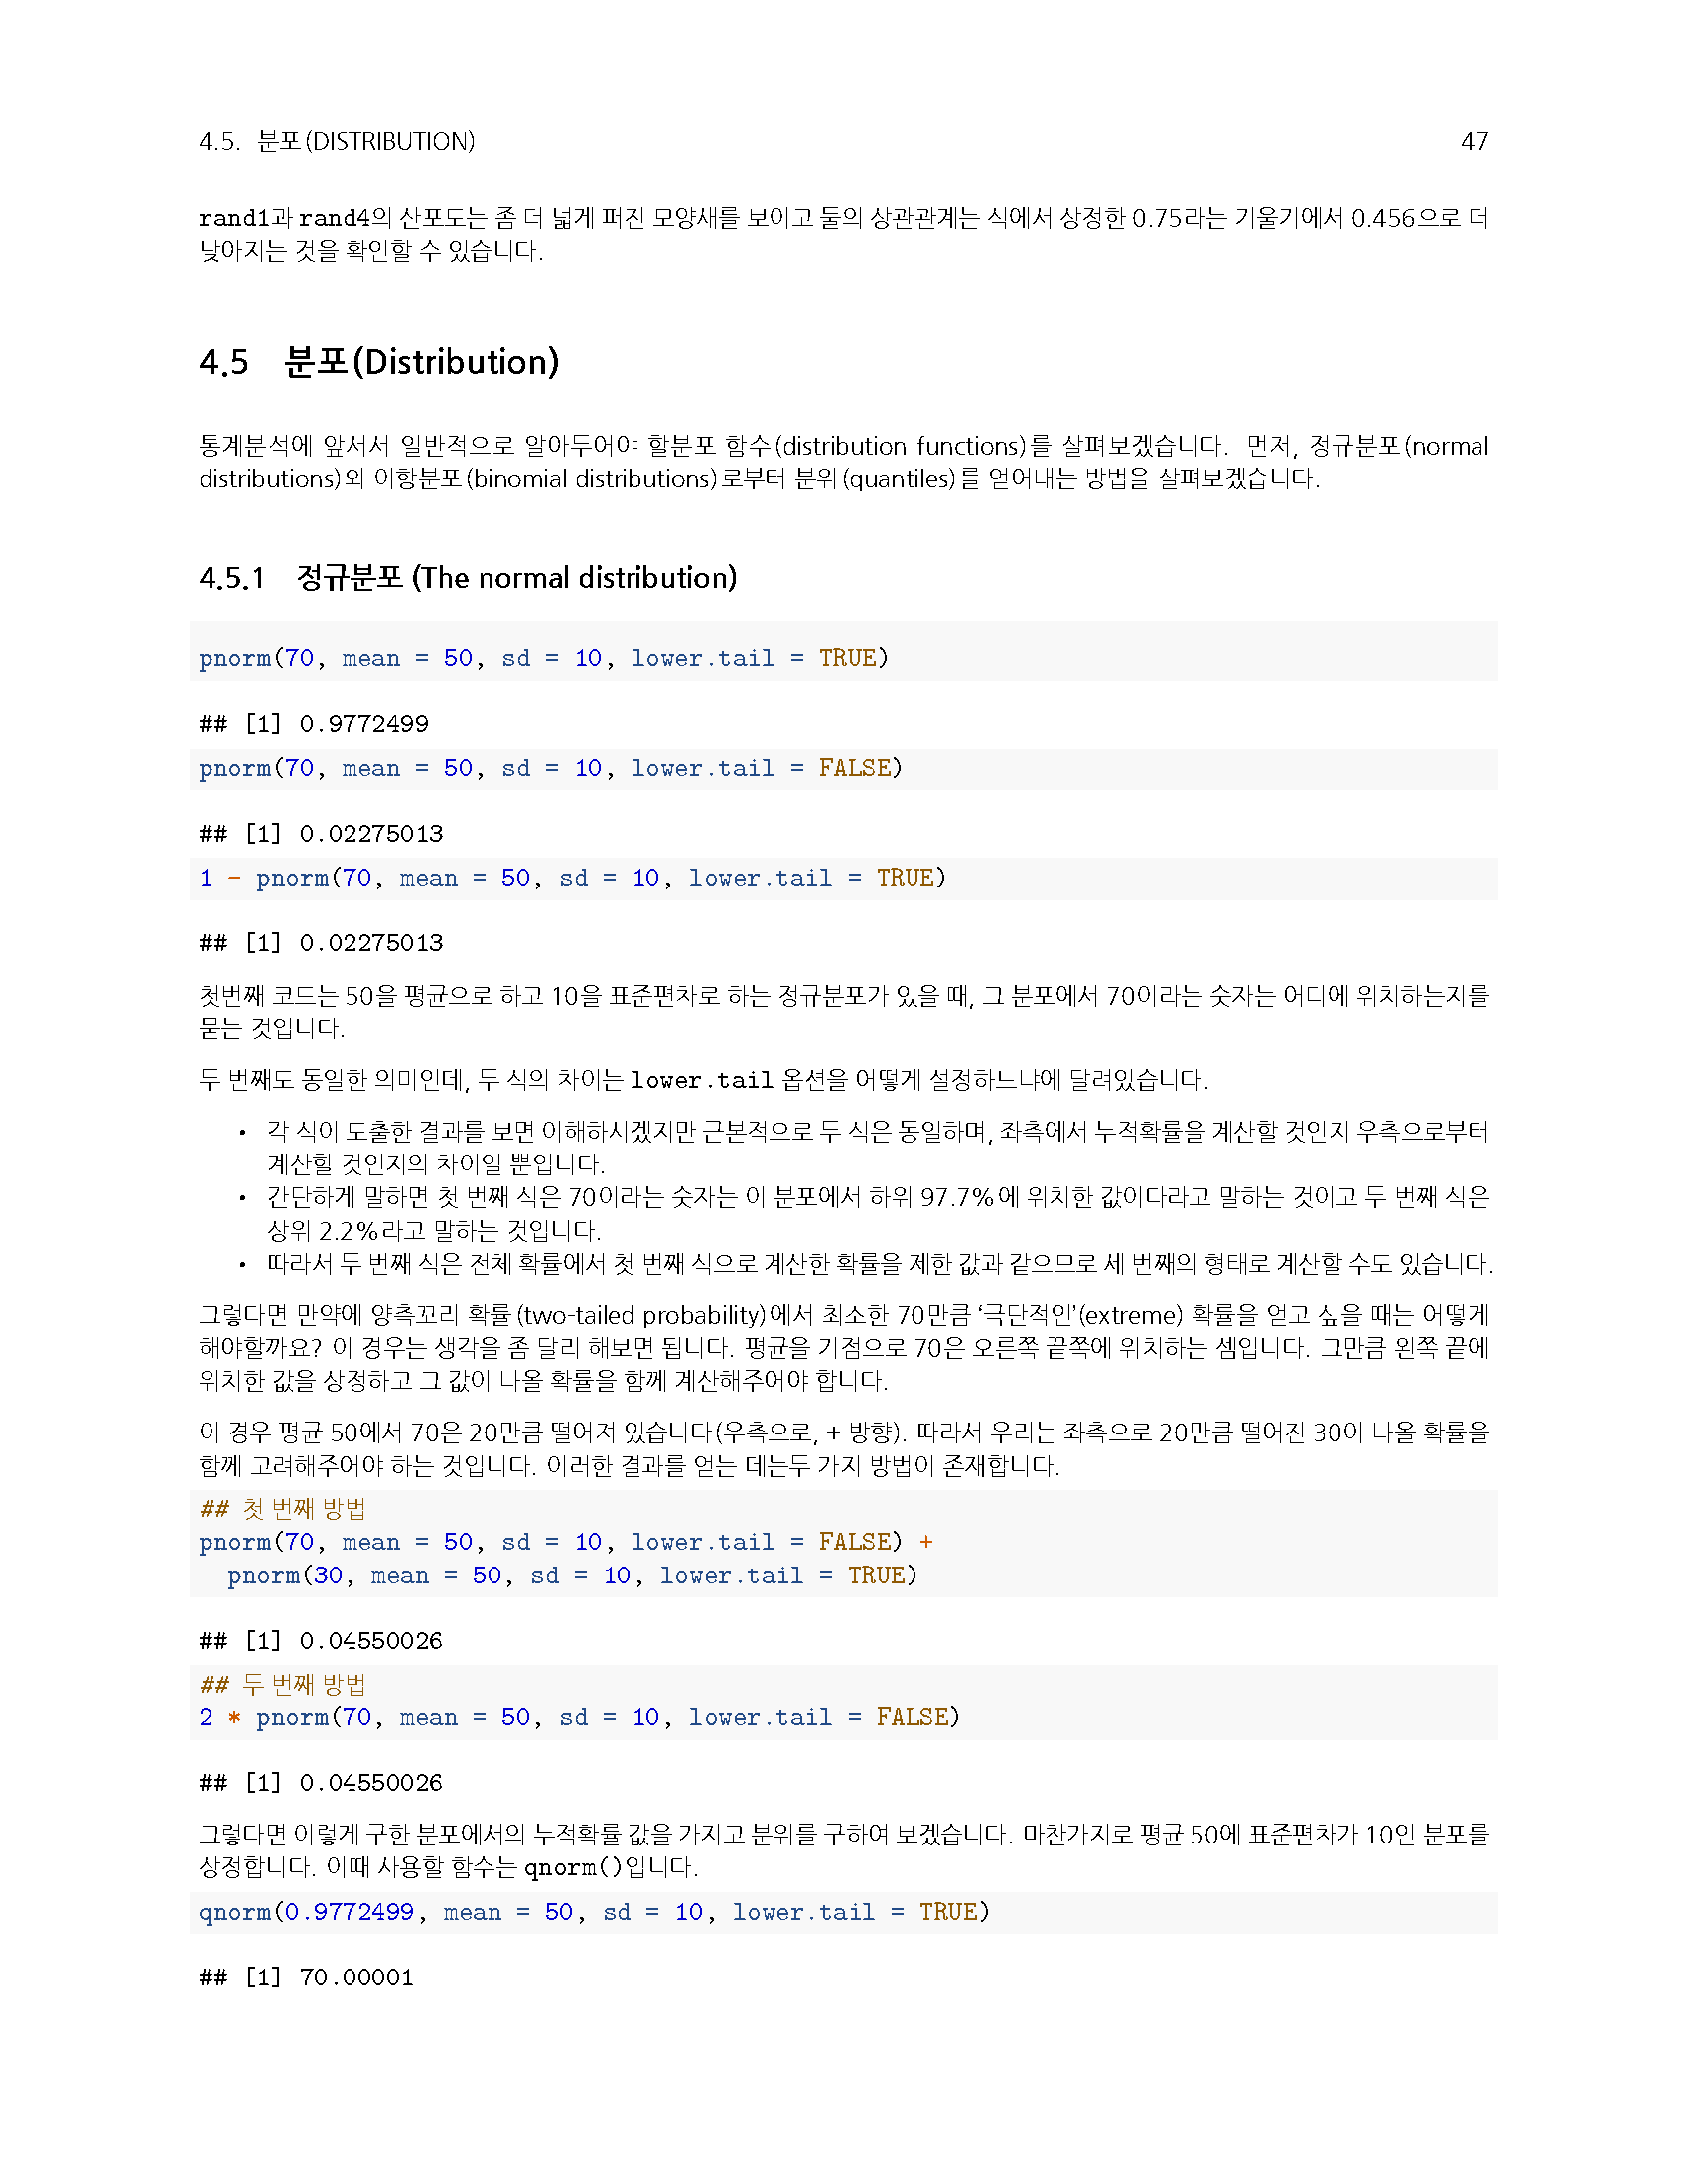 4.5. 분포(DISTRIBUTION) 47
rand1과 rand4의 산포도는 좀 더 넓게 퍼진 모양새를 보이고 둘의 상관관계는 식에서 상정한 0.75라는 기울기에서 0.456으로 더
낮아지는 것을 확인할 수 있습니다.
4.5 분포(Distribution)
통계분석에 앞서서 일반적으로 알아두어야 할분포 함수(distribution functions)를 살펴보겠습니다. 먼저, 정규분포(normal
distributions)와 이항분포(binomial distributions)로부터 분위(quantiles)를 얻어내는 방법을 살펴보겠습니다.
4.5.1 정규분포 (The normal distribution)
pnorm(70, mean = 50, sd = 10, lower.tail = TRUE)
## [1] 0.9772499
pnorm(70, mean = 50, sd = 10, lower.tail = FALSE)
## [1] 0.02275013
1 - pnorm(70, mean = 50, sd = 10, lower.tail = TRUE)
## [1] 0.02275013
첫번째 코드는 50을 평균으로 하고 10을 표준편차로 하는 정규분포가 있을 때, 그 분포에서 70이라는 숫자는 어디에 위치하는지를
묻는 것입니다.
두 번째도 동일한 의미인데, 두 식의 차이는 lower.tail 옵션을 어떻게 설정하느냐에 달려있습니다.
• 각 식이 도출한 결과를 보면 이해하시겠지만 근본적으로 두 식은 동일하며, 좌측에서 누적확률을 계산할 것인지 우측으로부터
계산할 것인지의 차이일 뿐입니다.
• 간단하게 말하면 첫 번째 식은 70이라는 숫자는 이 분포에서 하위 97.7%에 위치한 값이다라고 말하는 것이고 두 번째 식은
상위 2.2%라고 말하는 것입니다.
• 따라서 두 번째 식은 전체 확률에서 첫 번째 식으로 계산한 확률을 제한 값과 같으므로 세 번째의 형태로 계산할 수도 있습니다.
그렇다면 만약에 양측꼬리 확률(two-tailed probability)에서 최소한 70만큼 ‘극단적인’(extreme) 확률을 얻고 싶을 때는 어떻게
해야할까요? 이 경우는 생각을 좀 달리 해보면 됩니다. 평균을 기점으로 70은 오른쪽 끝쪽에 위치하는 셈입니다. 그만큼 왼쪽 끝에
위치한 값을 상정하고 그 값이 나올 확률을 함께 계산해주어야 합니다.
이 경우 평균 50에서 70은 20만큼 떨어져 있습니다(우측으로, + 방향). 따라서 우리는 좌측으로 20만큼 떨어진 30이 나올 확률을
함께 고려해주어야 하는 것입니다. 이러한 결과를 얻는 데는두 가지 방법이 존재합니다.
## 첫 번째 방법
pnorm(70, mean = 50, sd = 10, lower.tail = FALSE) +
  pnorm(30, mean = 50, sd = 10, lower.tail = TRUE)
## [1] 0.04550026
## 두 번째 방법
2 * pnorm(70, mean = 50, sd = 10, lower.tail = FALSE)
## [1] 0.04550026
그렇다면 이렇게 구한 분포에서의 누적확률 값을 가지고 분위를 구하여 보겠습니다. 마찬가지로 평균 50에 표준편차가 10인 분포를
상정합니다. 이때 사용할 함수는 qnorm()입니다.
qnorm(0.9772499, mean = 50, sd = 10, lower.tail = TRUE)
## [1] 70.00001